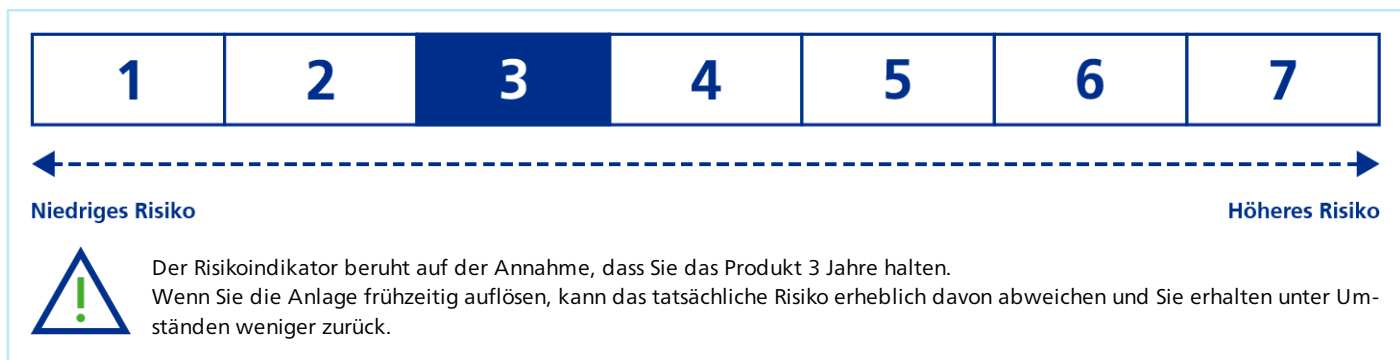 1 2 3 4 5 6 7
Niedriges Risiko Höheres Risiko
Der Risikoindikator beruht auf der Annahme, dass Sie das Produkt 3 Jahre halten.
Wenn Sie die Anlage frühzeitig auflösen, kann das tatsächliche Risiko erheblich davon abweichen und Sie erhalten unter Um-
ständen weniger zurück.